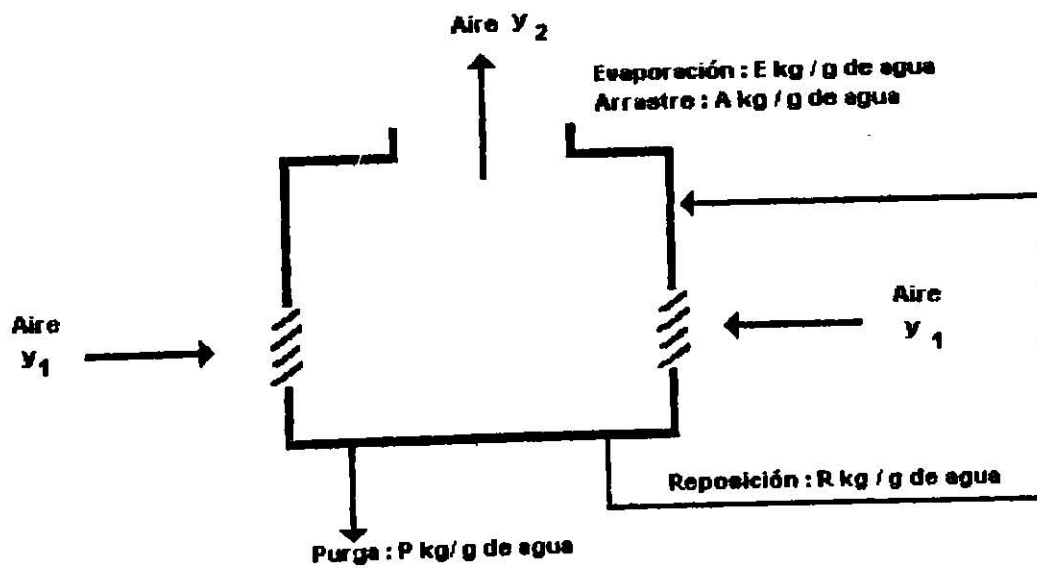 Aire y2
Evaporación : E kg / g de agua
Arrastre : A kg / g de agua
Aire
y1
Aire
y1
Reposición : R kg / g de agua
Purga : P kg/ g de agua